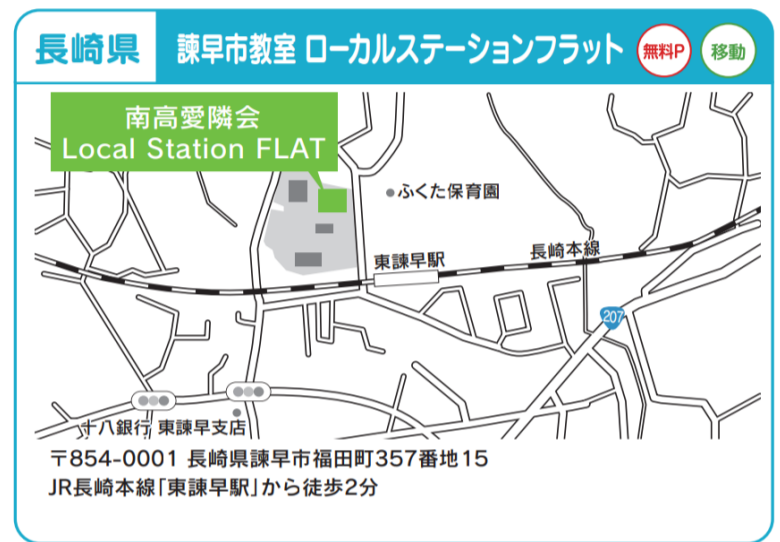 長崎県 諫早市教室 ローカルステーションフラット 無料P 移動
南高愛隣会
Local Station FLAT
ふくた保育園
東諫早駅
長崎本線
207
十八銀行 東諫早支店
〒854-0001 長崎県諫早市福田町357番地15
JR長崎本線「東諫早駅」から徒歩2分